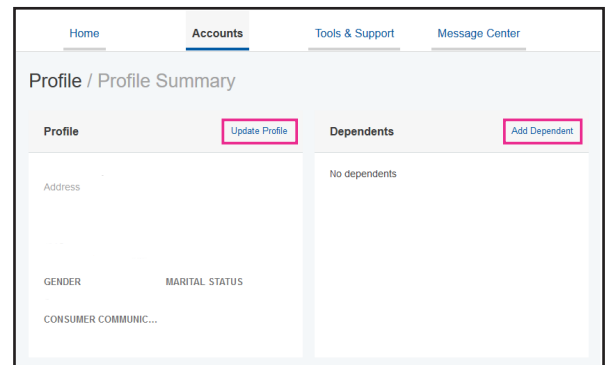 Home Accounts Tools & Support Message Center
Profile / Profile Summary
Profile Update Profile
Dependents Add Dependent
Address
No dependents
GENDER MARITAL STATUS
CONSUMER COMMUNIC...